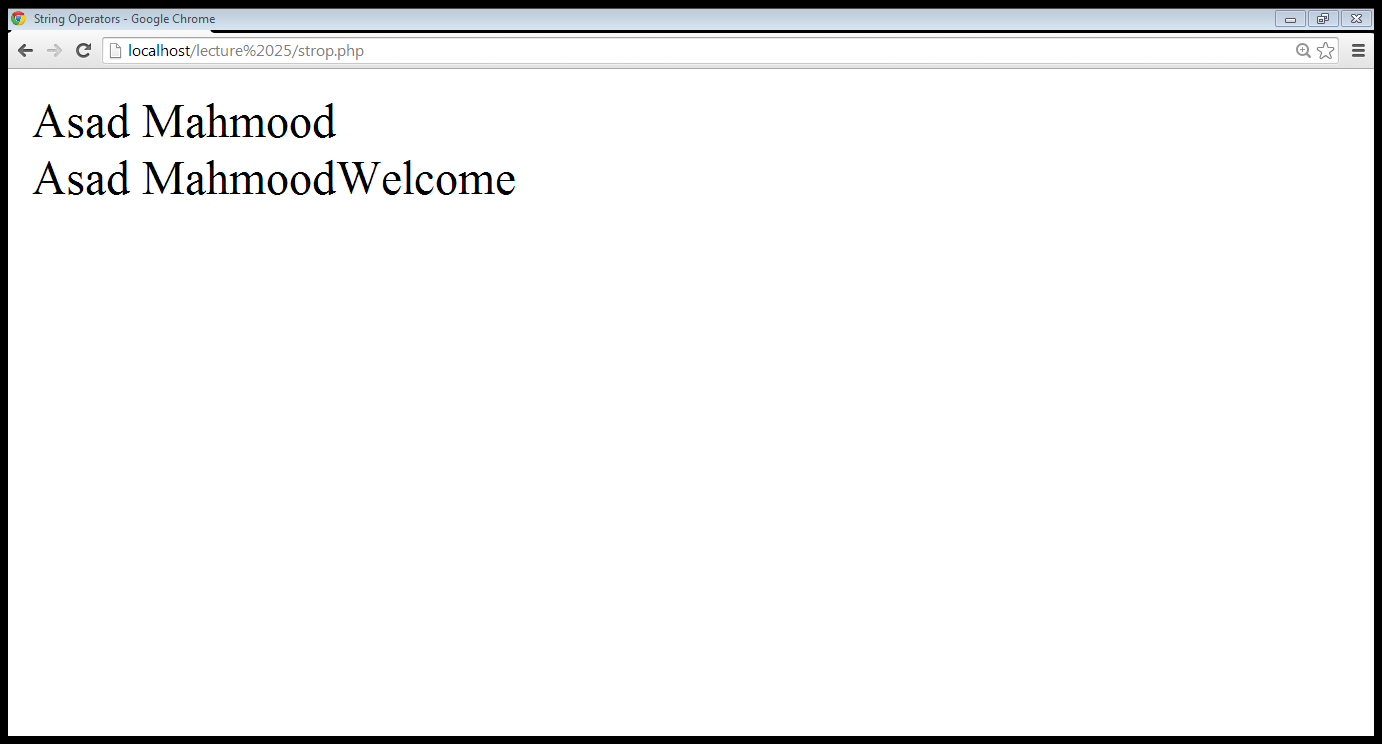 String Operators - Google Chrome
localhost/lecture%2025/strop.php
Asad Mahmood
Asad MahmoodWelcome